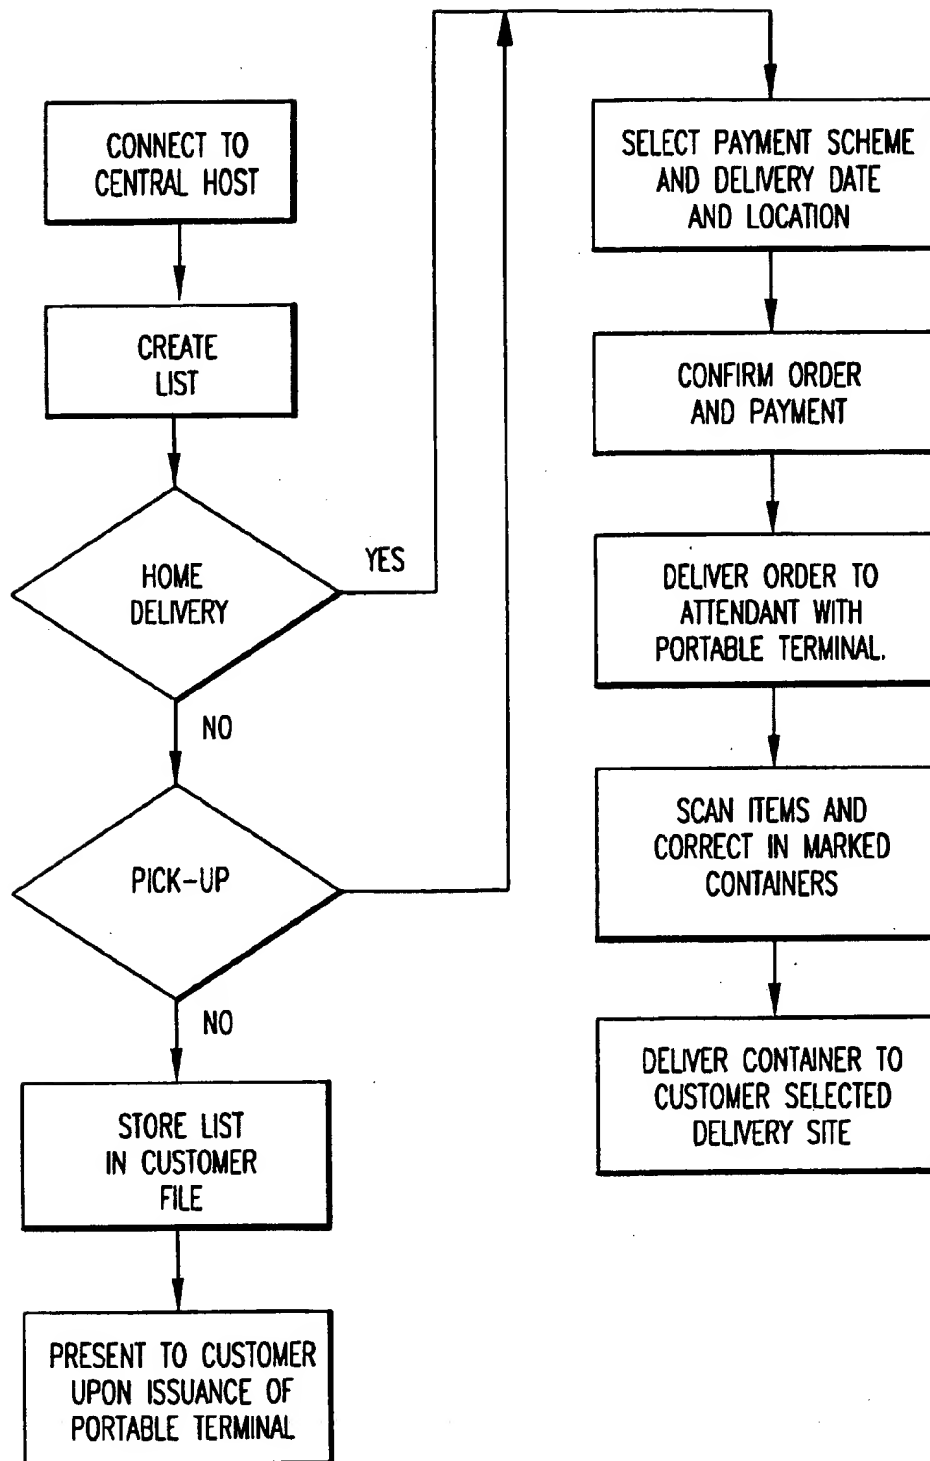 CONNECT TO
CENTRAL HOST
CREATE
LIST
HOME
DELIVERY
YES
NO
PICK-UP
NO
STORE LIST
IN CUSTOMER
FILE
PRESENT TO CUSTOMER
UPON ISSUANCE OF
PORTABLE TERMINAL
SELECT PAYMENT SCHEME
AND DELIVERY DATE
AND LOCATION
CONFIRM ORDER
AND PAYMENT
DELIVER ORDER TO
ATTENDANT WITH
PORTABLE TERMINAL.
SCAN ITEMS AND
CORRECT IN MARKED
CONTAINERS
DELIVER CONTAINER TO
CUSTOMER SELECTED
DELIVERY SITE